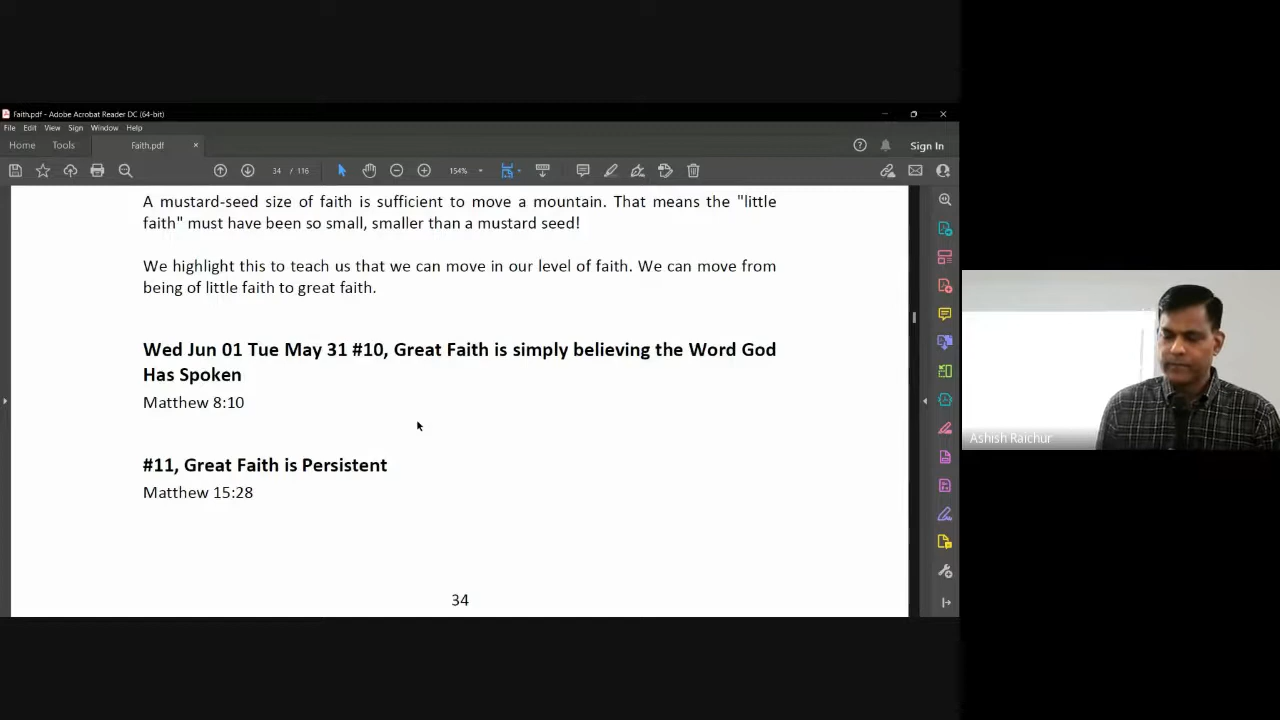 Faith.pdf - Adobe Acrobat Reader DC (64-bit)
File Edit View Sign Window Help
Home Tools Faith.pdf × Sign In
34 / 116 154%
A mustard-seed size of faith is sufficient to move a mountain. That means the "little
faith" must have been so small, smaller than a mustard seed!
We highlight this to teach us that we can move in our level of faith. We can move from
being of little faith to great faith.
Wed Jun 01 Tue May 31 #10, Great Faith is simply believing the Word God
Has Spoken
Matthew 8:10
#11, Great Faith is Persistent
Matthew 15:28
34
Ashish Raichur